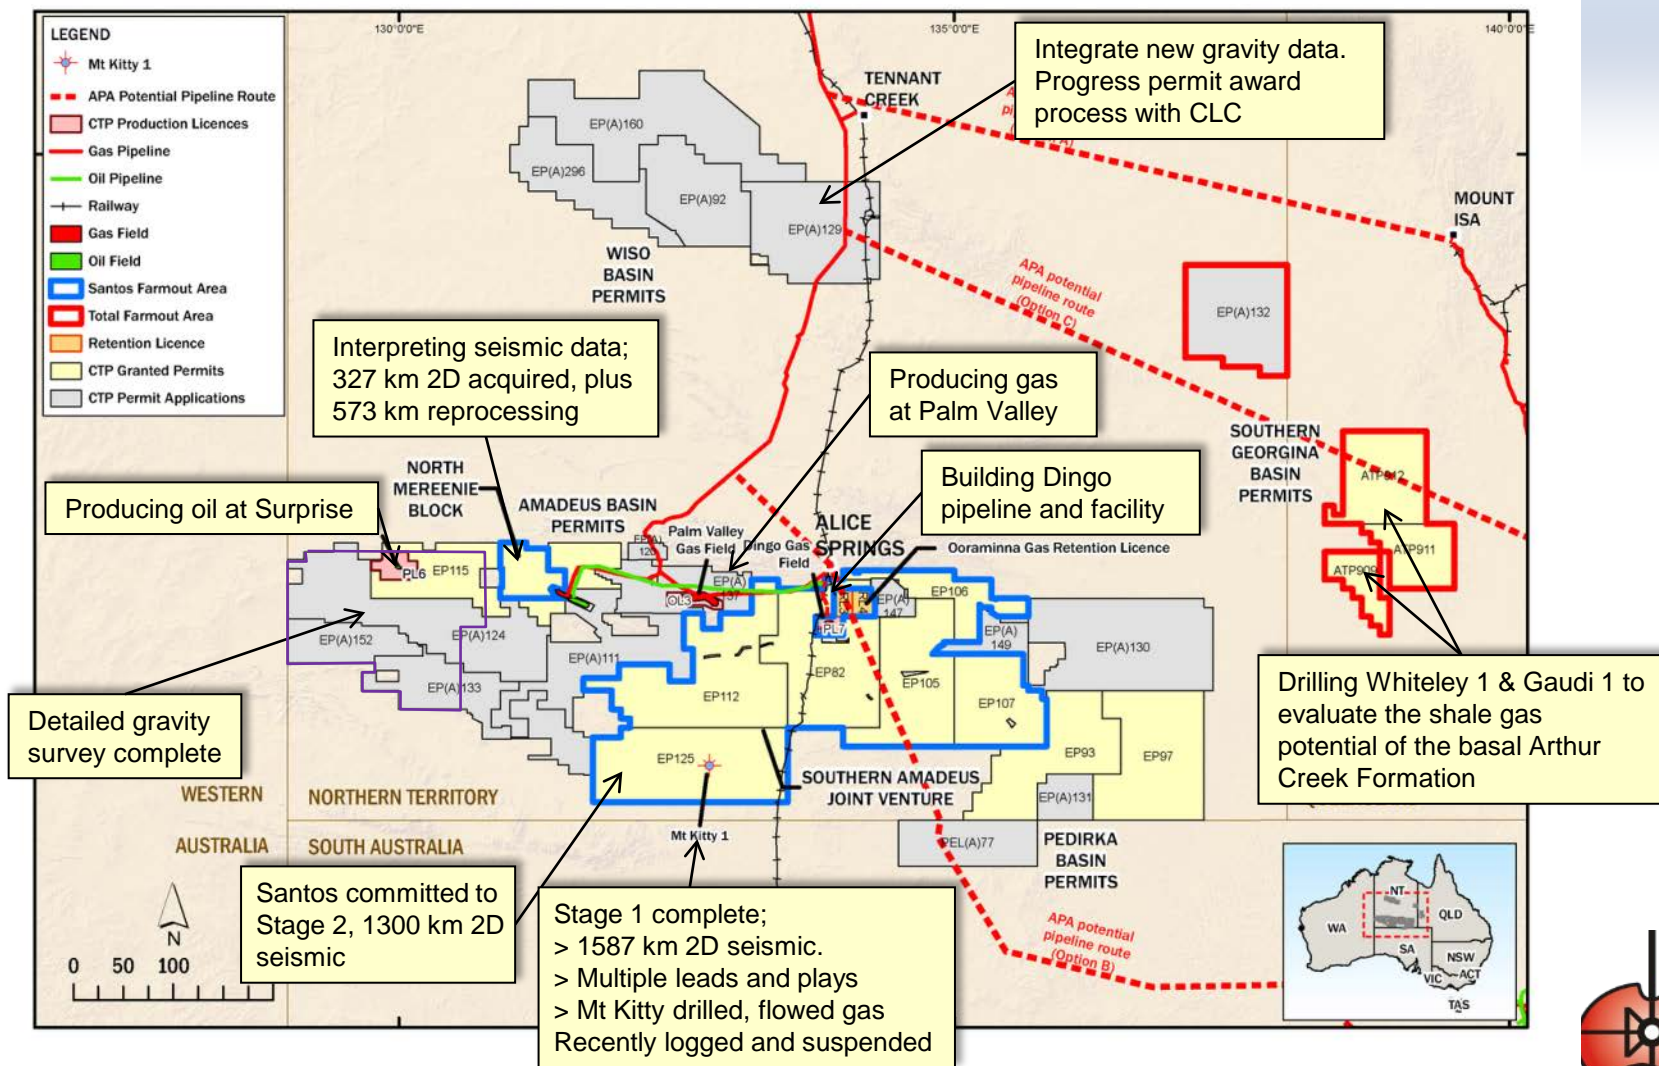 130°0'0"E
135°0'0"E
140°0'0"E
LEGEND
Mt Kitty 1
APA Potential Pipeline Route
CTP Production Licences
Gas Pipeline
Oil Pipeline
Railway
Gas Field
Oil Field
Santos Farmout Area
Total Farmout Area
Retention Licence
CTP Granted Permits
CTP Permit Applications
TENNANT
CREEK
Integrate new gravity data.
Progress permit award
process with CLC
EP(A)160
EP(A)296
EP(A)92
EP(A)129
WISO
BASIN
PERMITS
MOUNT
ISA
APA potential
pipeline route
(Option C)
EP(A)132
Interpreting seismic data;
327 km 2D acquired, plus
573 km reprocessing
Producing gas
at Palm Valley
SOUTHERN
GEORGINA
BASIN
PERMITS
ATP912
ATP911
ATP909
NORTH
MEREENIE
BLOCK
Building Dingo
pipeline and facility
Producing oil at Surprise
AMADEUS BASIN
PERMITS
Palm Valley
Gas Field
Dingo Gas
Field
ALICE
SPRINGS
Ooraminna Gas Retention Licence
PL6
EP115
EP(A)
137
OL3
EP(A)
147
EP106
PL7
EP(A)152
EP(A)124
EP(A)111
EP(A)
149
EP(A)130
EP(A)133
EP112
EP82
EP105
EP107
Detailed gravity
survey complete
Drilling Whiteley 1 & Gaudi 1 to
evaluate the shale gas
potential of the basal Arthur
Creek Formation
EP125
EP93
EP97
SOUTHERN AMADEUS
JOINT VENTURE
EP(A)131
WESTERN
AUSTRALIA
NORTHERN TERRITORY
SOUTH AUSTRALIA
Mt Kitty 1
PEL(A)77
PEDIRKA
BASIN
PERMITS
Santos committed to
Stage 2, 1300 km 2D
seismic
Stage 1 complete;
> 1587 km 2D seismic.
> Multiple leads and plays
> Mt Kitty drilled, flowed gas
Recently logged and suspended
APA potential
pipeline route
(Option B)
N
0 50 100
NT
WA
QLD
SA
NSW
VIC
ACT
TAS